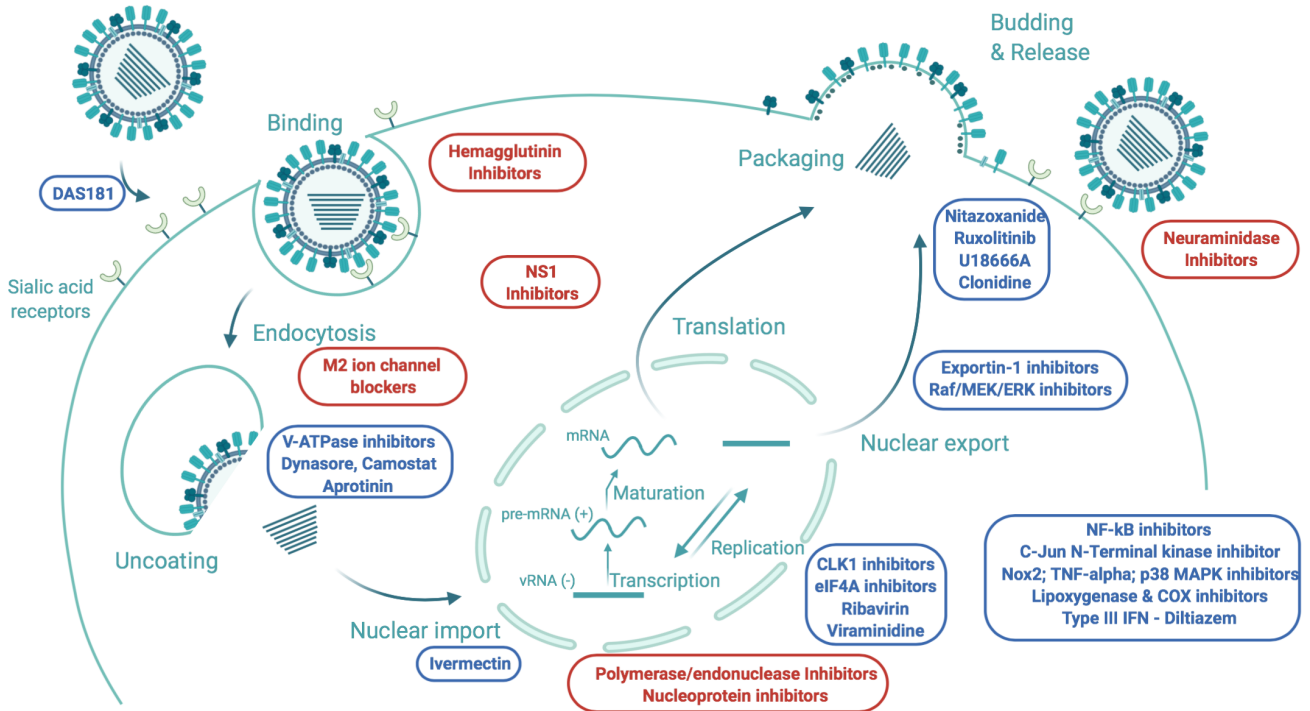 Budding
& Release
Binding
Hemagglutinin
Inhibitors
Packaging
DAS181
Nitazoxanide
Ruxolitinib
U18666A
Clonidine
Neuraminidase
Inhibitors
NS1
Inhibitors
Sialic acid
receptors
Endocytosis
Translation
M2 ion channel
blockers
Exportin-1 inhibitors
Raf/MEK/ERK inhibitors
V-ATPase inhibitors
Dynasore, Camostat
Aprotinin
mRNA
Nuclear export
Maturation
pre-mRNA (+)
Replication
Uncoating
vRNA (-)
Transcription
CLK1 inhibitors
eIF4A inhibitors
Ribavirin
Viraminidine
NF-kB inhibitors
C-Jun N-Terminal kinase inhibitor
Nox2; TNF-alpha; p38 MAPK inhibitors
Lipoxygenase & COX inhibitors
Type III IFN - Diltiazem
Nuclear import
Ivermectin
Polymerase/endonuclease Inhibitors
Nucleoprotein inhibitors